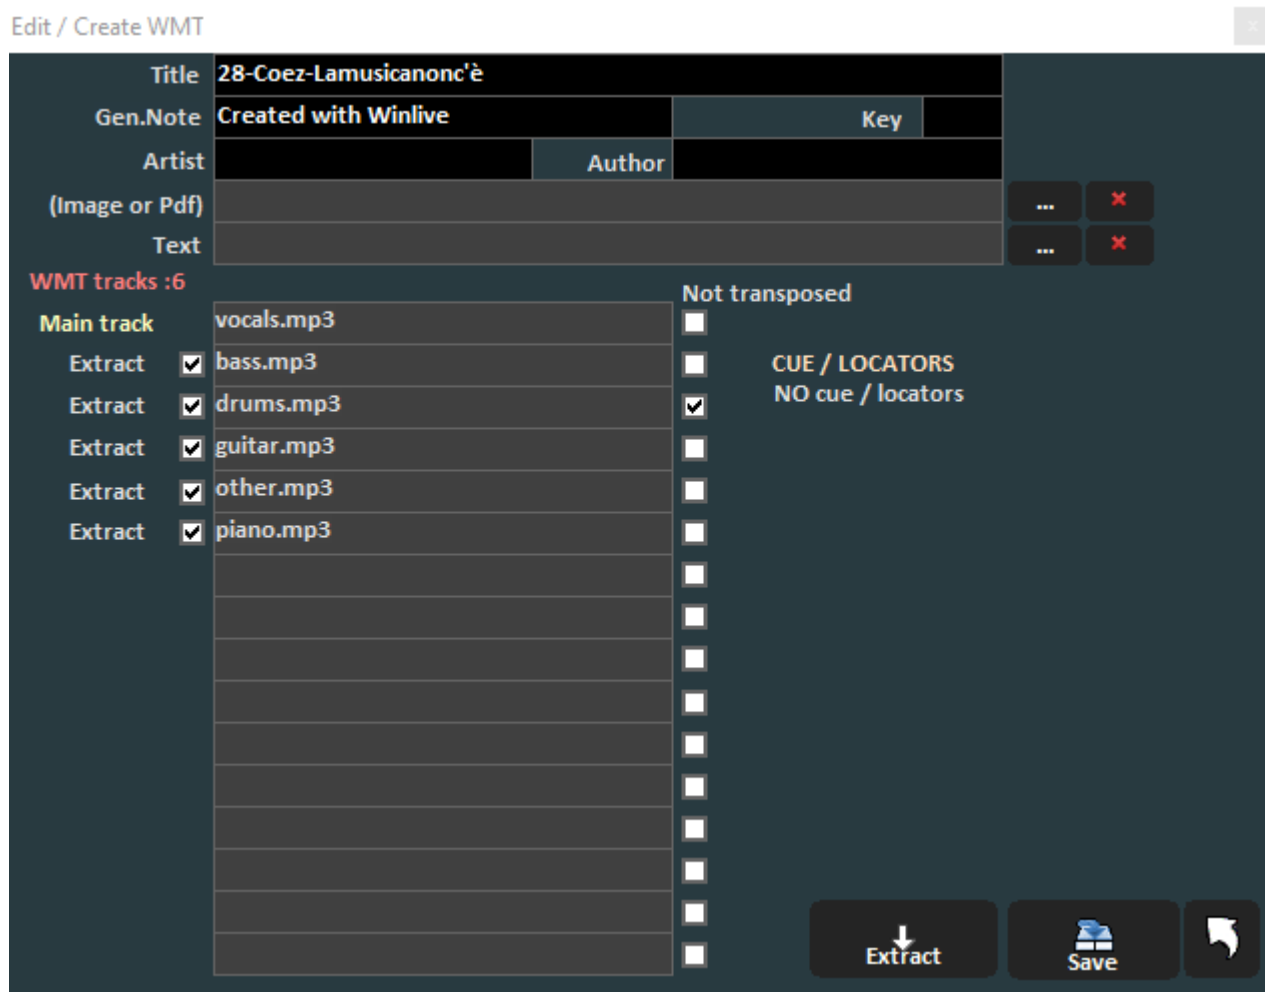 Edit / Create WMT
Title 28-Coez-Lamusicanonc'è
Gen.Note Created with Winlive Key
Artist Author
(Image or Pdf) ...
Text ...
WMT tracks :6
Not transposed
Main track vocals.mp3
Extract bass.mp3 CUE / LOCATORS
NO cue / locators
Extract drums.mp3
Extract guitar.mp3
Extract other.mp3
Extract piano.mp3
Extract Save